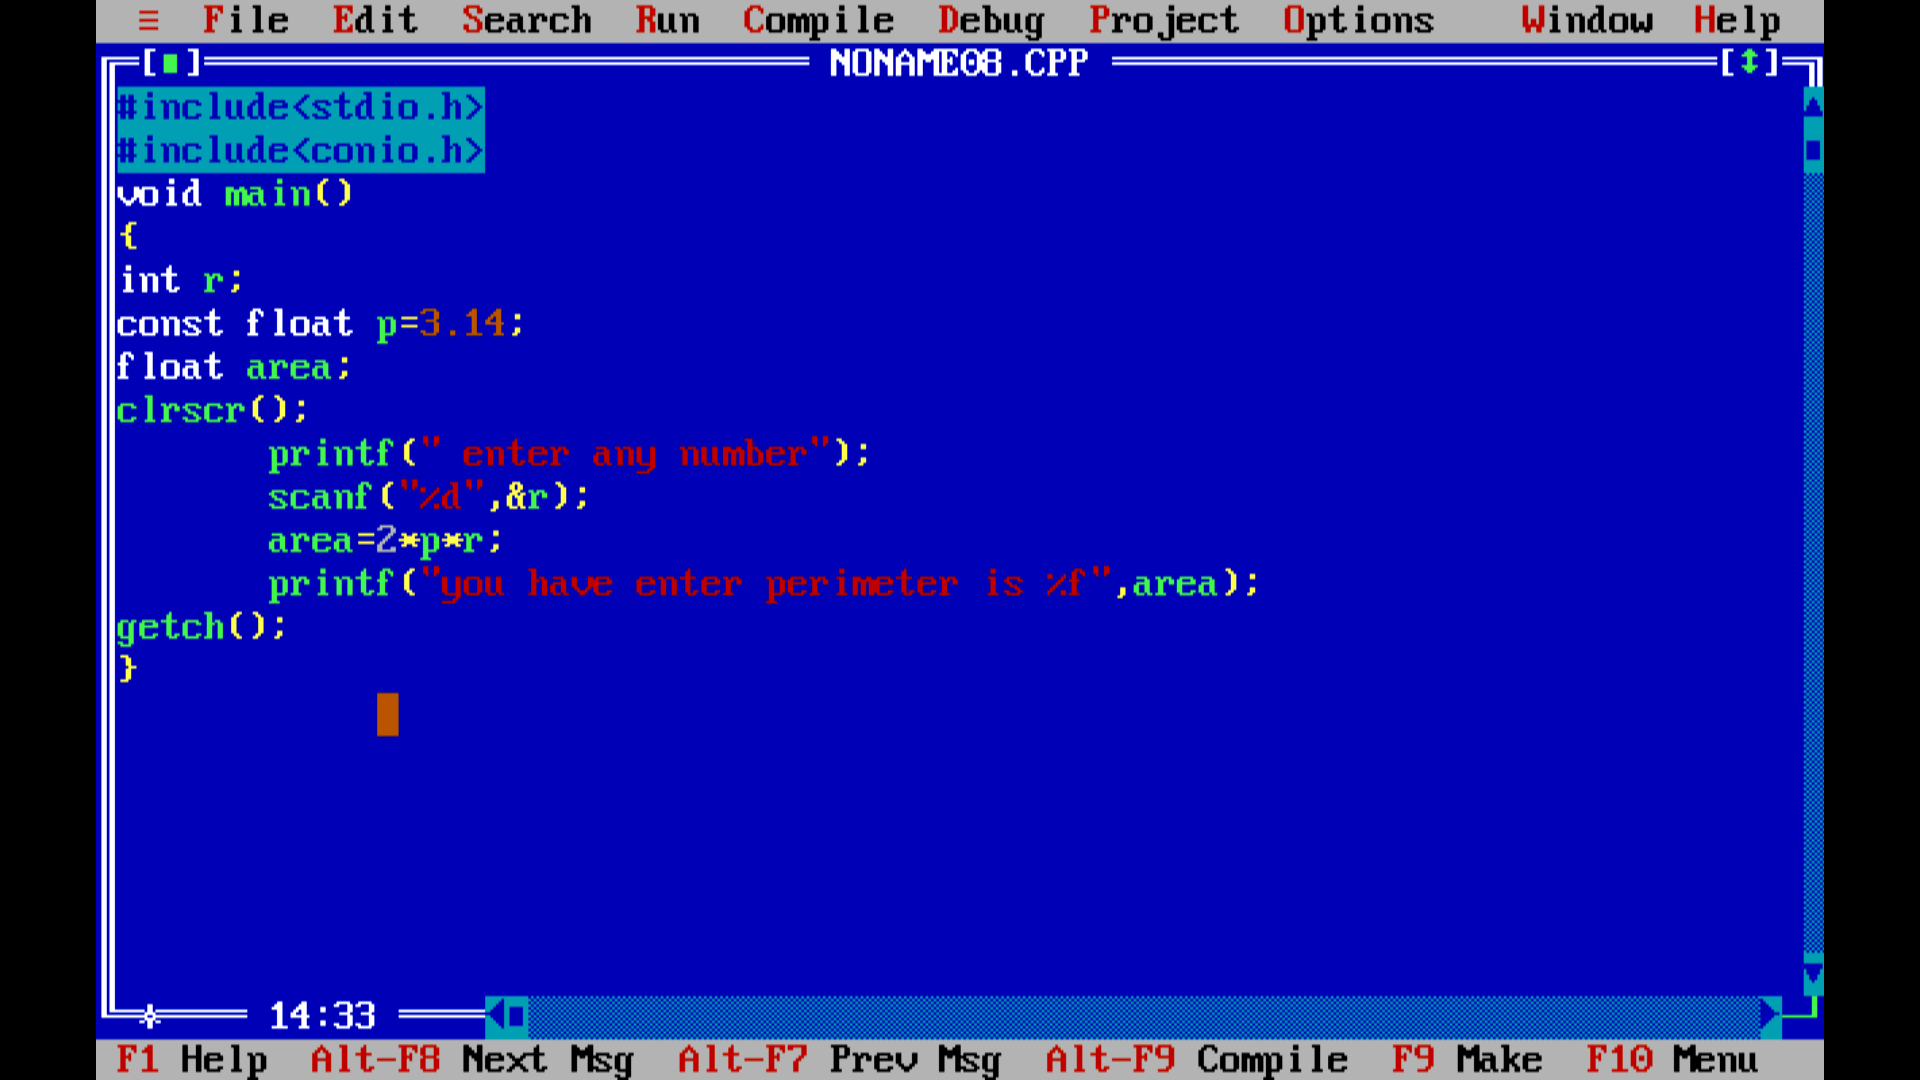 ≡ File Edit Search Run Compile Debug Project Options Window Help
[■] NONAME08.CPP [↕]
#include<stdio.h>
#include<conio.h>
void main()
{
int r;
const float p=3.14;
float area;
clrscr();
printf(" enter any number");
scanf("%d",&r);
area=2*p*r;
printf("you have enter perimeter is %f",area);
getch();
}
14:33
F1 Help Alt-F8 Next Msg Alt-F7 Prev Msg Alt-F9 Compile F9 Make F10 Menu